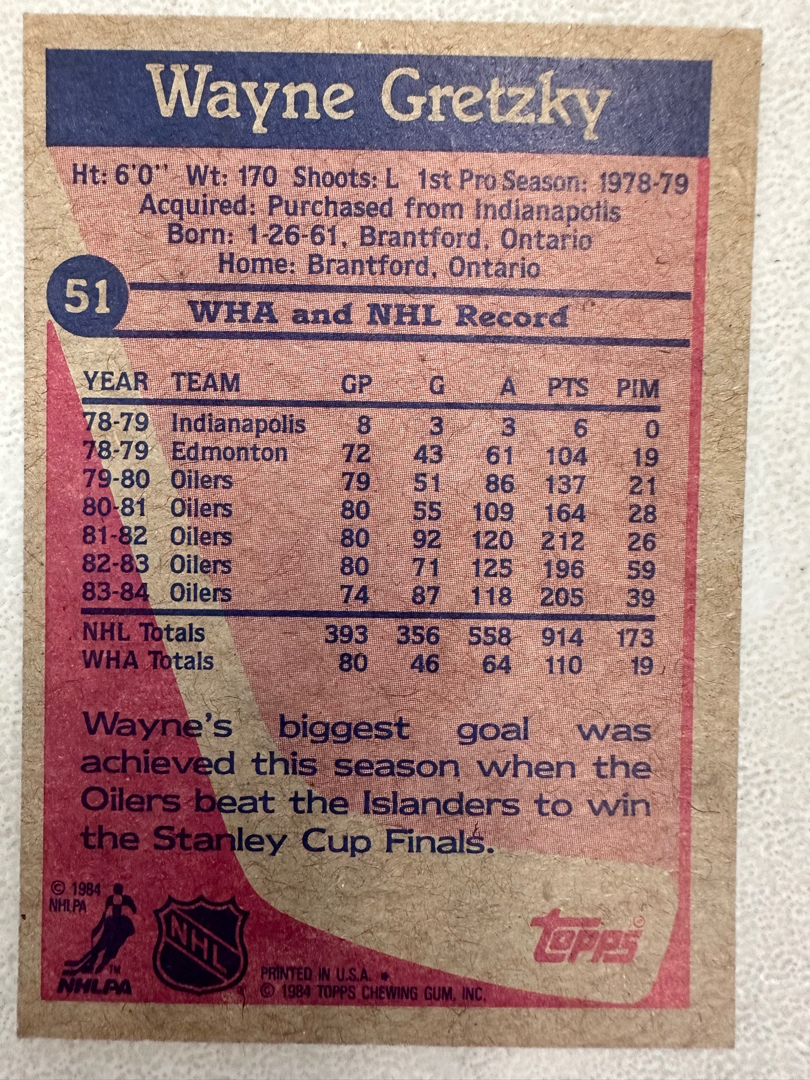 Wayne Gretzky
Ht: 6'0" Wt: 170 Shoots: L 1st Pro Season: 1978-79
Acquired: Purchased from Indianapolis
Born: 1-26-61, Brantford, Ontario
Home: Brantford, Ontario
51
WHA and NHL Record
YEAR TEAM GP G A PTS PIM
78-79 Indianapolis 8 3 3 6 0
78-79 Edmonton 72 43 61 104 19
79-80 Oilers 79 51 86 137 21
80-81 Oilers 80 55 109 164 28
81-82 Oilers 80 92 120 212 26
82-83 Oilers 80 71 125 196 59
83-84 Oilers 74 87 118 205 39
NHL Totals 393 356 558 914 173
WHA Totals 80 46 64 110 19
Wayne's biggest goal was
achieved this season when the
Oilers beat the Islanders to win
the Stanley Cup Finals.
© 1984
NHLPA
TM
NHLPA
NHL
PRINTED IN U.S.A. *
© 1984 TOPPS CHEWING GUM, INC.
topps®